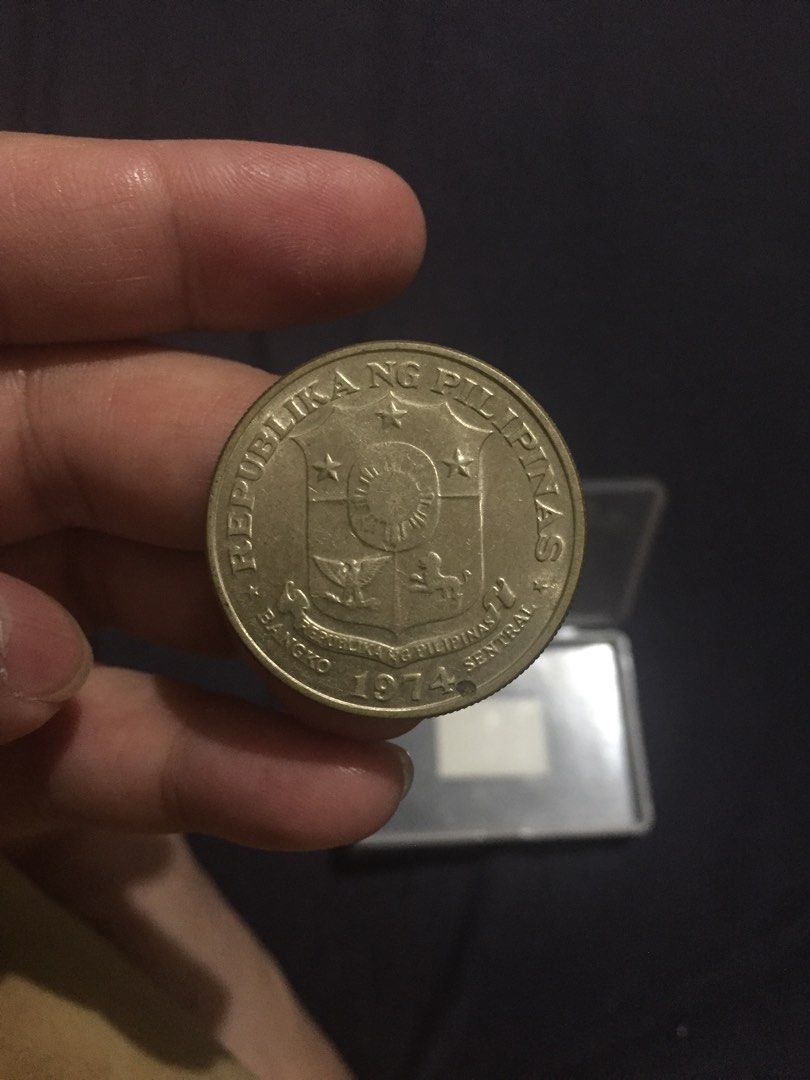 REPUBLIKA NG PILIPINAS
REPUBLIKA NG PILIPINAS
BANGKO SENTRAL
1974